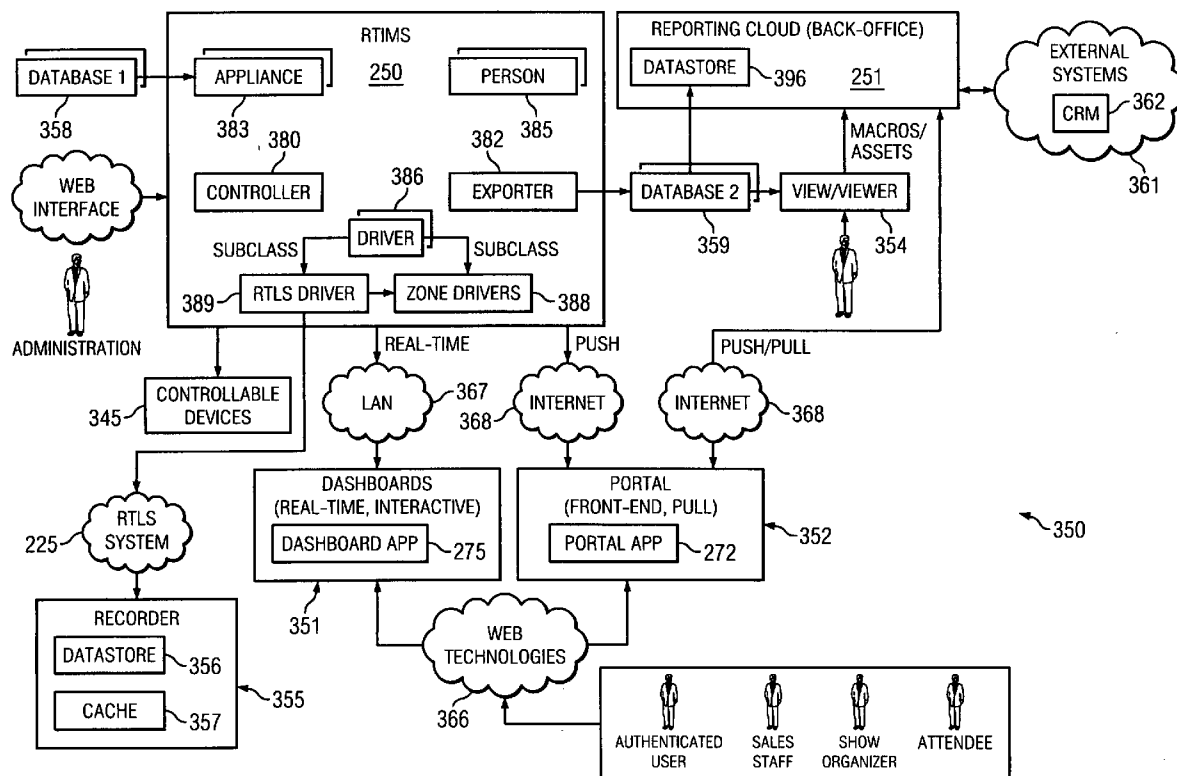 RTIMS
250
DATABASE 1
358
APPLIANCE
383
PERSON
385
380
CONTROLLER
382
EXPORTER
386
DRIVER
SUBCLASS
SUBCLASS
389
RTLS DRIVER
ZONE DRIVERS
388
WEB
INTERFACE
ADMINISTRATION
REPORTING CLOUD (BACK-OFFICE)
DATASTORE
396
251
EXTERNAL
SYSTEMS
CRM
362
361
MACROS/
ASSETS
DATABASE 2
359
VIEW/VIEWER
354
REAL-TIME
PUSH
PUSH/PULL
345
CONTROLLABLE
DEVICES
LAN
367
INTERNET
368
INTERNET
368
225
RTLS
SYSTEM
DASHBOARDS
(REAL-TIME, INTERACTIVE)
DASHBOARD APP
275
351
PORTAL
(FRONT-END, PULL)
PORTAL APP
272
352
350
RECORDER
DATASTORE
356
CACHE
357
355
WEB
TECHNOLOGIES
366
AUTHENTICATED
USER
SALES
STAFF
SHOW
ORGANIZER
ATTENDEE